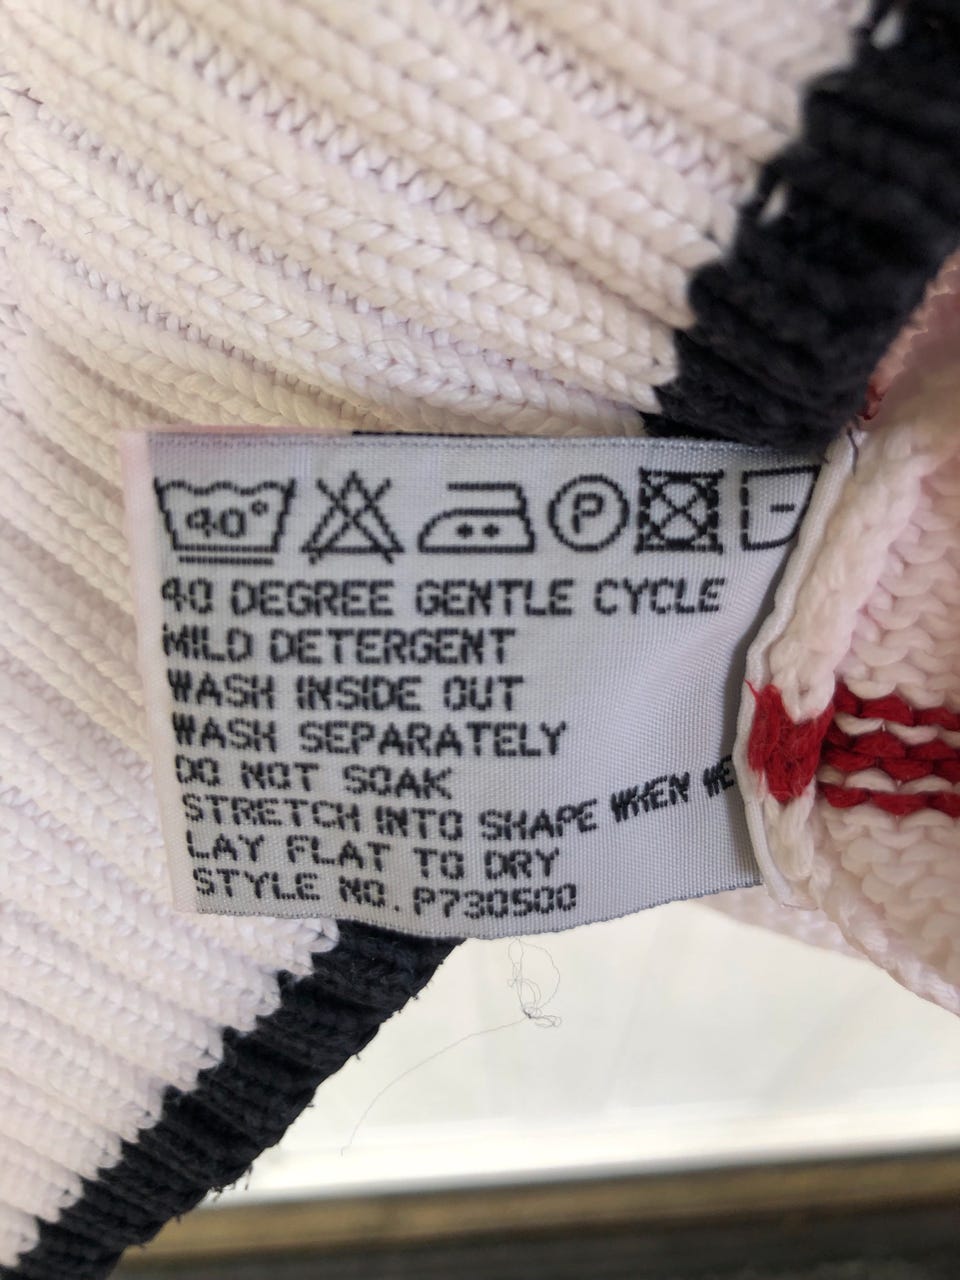 40°
P
40 DEGREE GENTLE CYCLE
MILD DETERGENT
WASH INSIDE OUT
WASH SEPARATELY
DO NOT SOAK
STRETCH INTO SHAPE WHEN
LAY FLAT TO DRY
STYLE NO. P730500